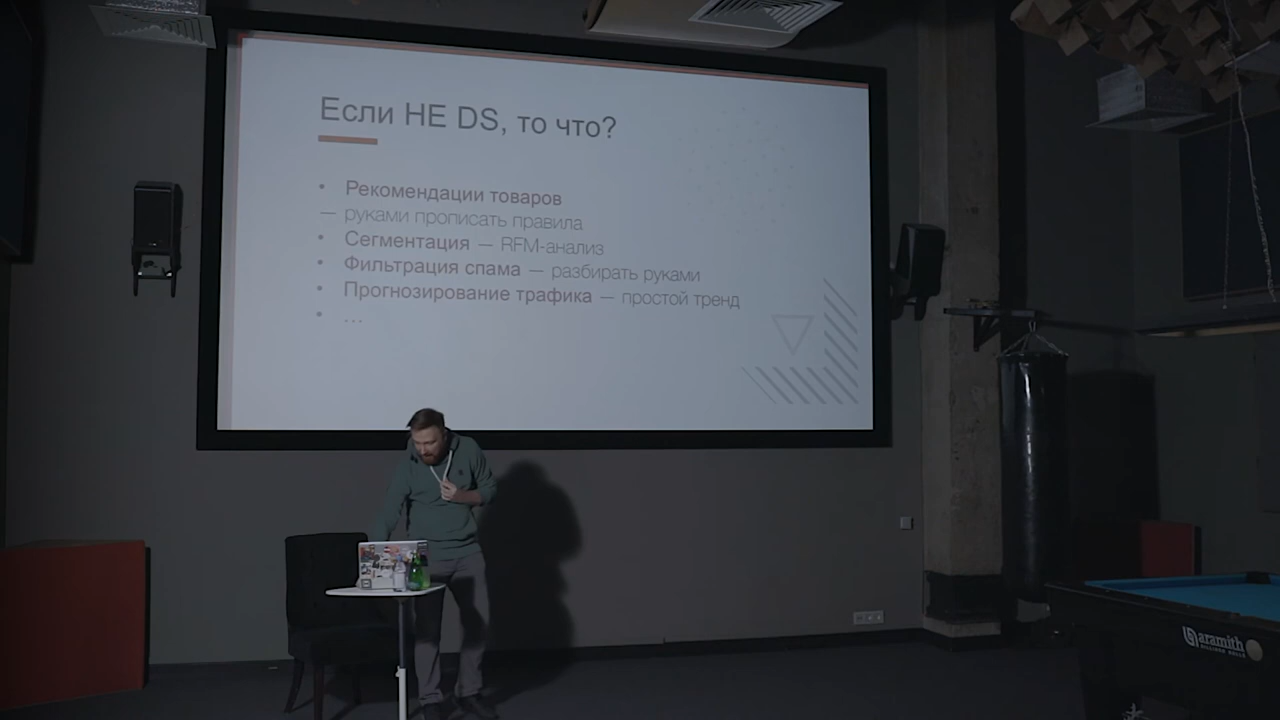 Если НЕ DS, то что?
• Рекомендации товаров
— руками прописать правила
• Сегментация — RFM-анализ
• Фильтрация спама — разбирать руками
• Прогнозирование трафика — простой тренд
• ...
aramith